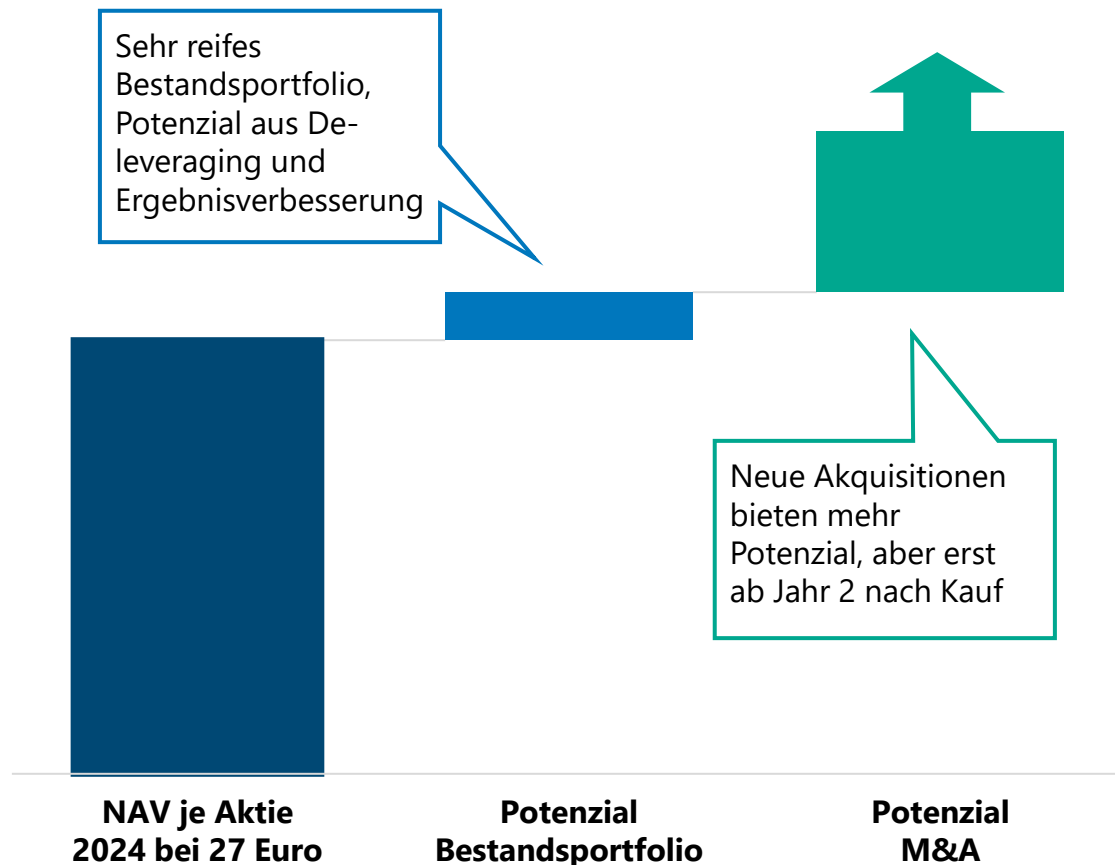 Sehr reifes
Bestandsportfolio,
Potenzial aus De-
leveraging und
Ergebnisverbesserung
Neue Akquisitionen
bieten mehr
Potenzial, aber erst
ab Jahr 2 nach Kauf
NAV je Aktie
2024 bei 27 Euro
Potenzial
Bestandsportfolio
Potenzial
M&A